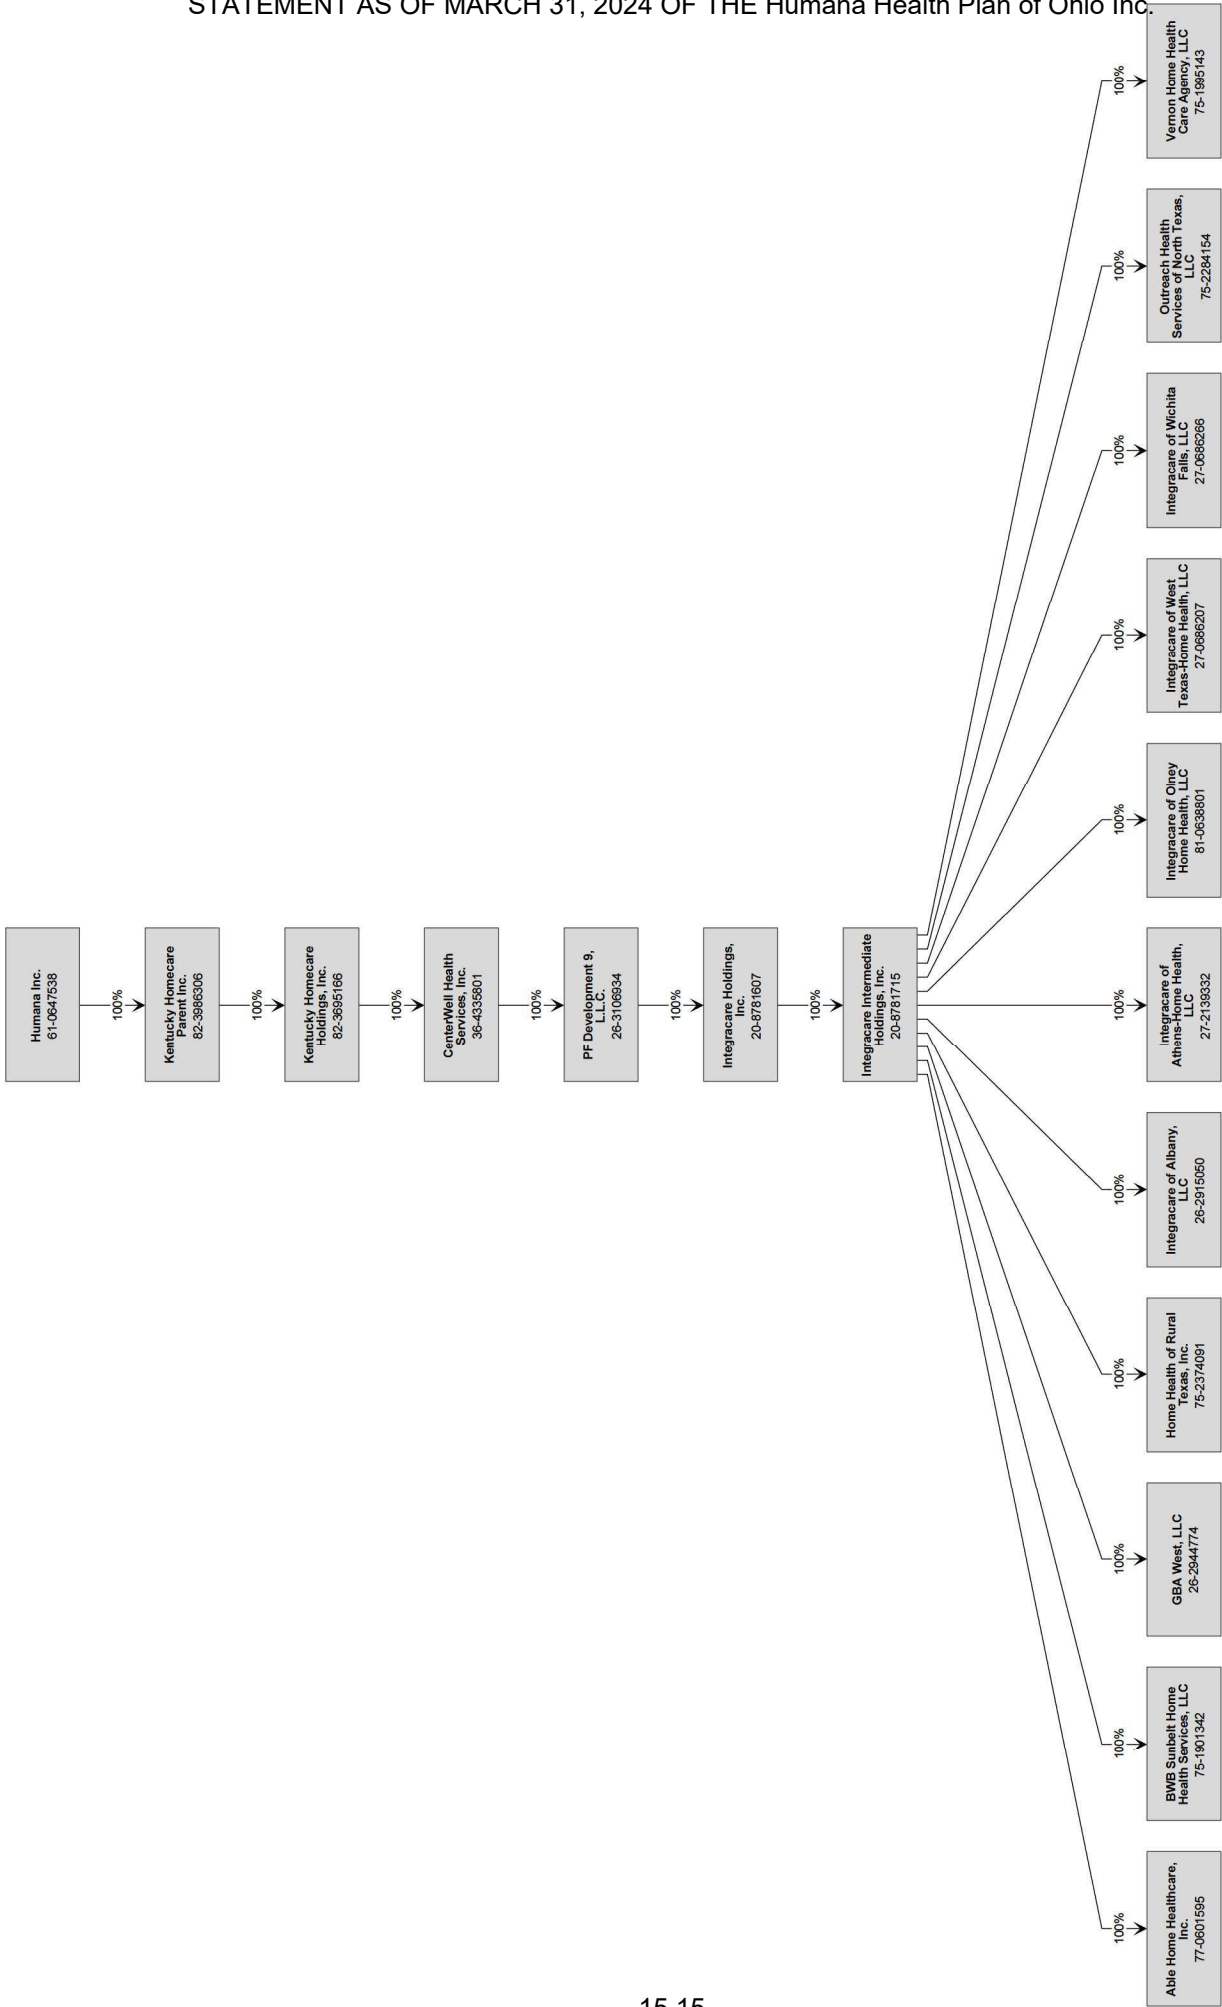 STATEMENT AS OF MARCH 31, 2024 OF THE Humana Health Plan of Ohio Inc.
Humana Inc.
61-0647538
100%
Kentucky Homecare
Parent Inc.
82-3986306
100%
Kentucky Homecare
Holdings, Inc.
82-3695166
100%
CenterWell Health
Services, Inc.
36-4335801
100%
PF Development 9,
L.L.C.
26-3106934
100%
Integracare Holdings,
Inc.
20-8781607
100%
Integracare Intermediate
Holdings, Inc.
20-8781715
100%
Able Home Healthcare,
Inc.
77-0601595
100%
BWB Sunbelt Home
Health Services, LLC
75-1901342
100%
GBA West, LLC
26-2944774
100%
Home Health of Rural
Texas, Inc.
75-2374091
100%
Integracare of Albany,
LLC
26-2915050
100%
Integracare of
Athens-Home Health,
LLC
27-2139332
100%
Integracare of Olney
Home Health, LLC
81-0638801
100%
Integracare of West
Texas-Home Health, LLC
27-0686207
100%
Integracare of Wichita
Falls, LLC
27-0686266
100%
Outreach Health
Services of North Texas,
LLC
75-2284154
100%
Vernon Home Health
Care Agency, LLC
75-1995143
15.15